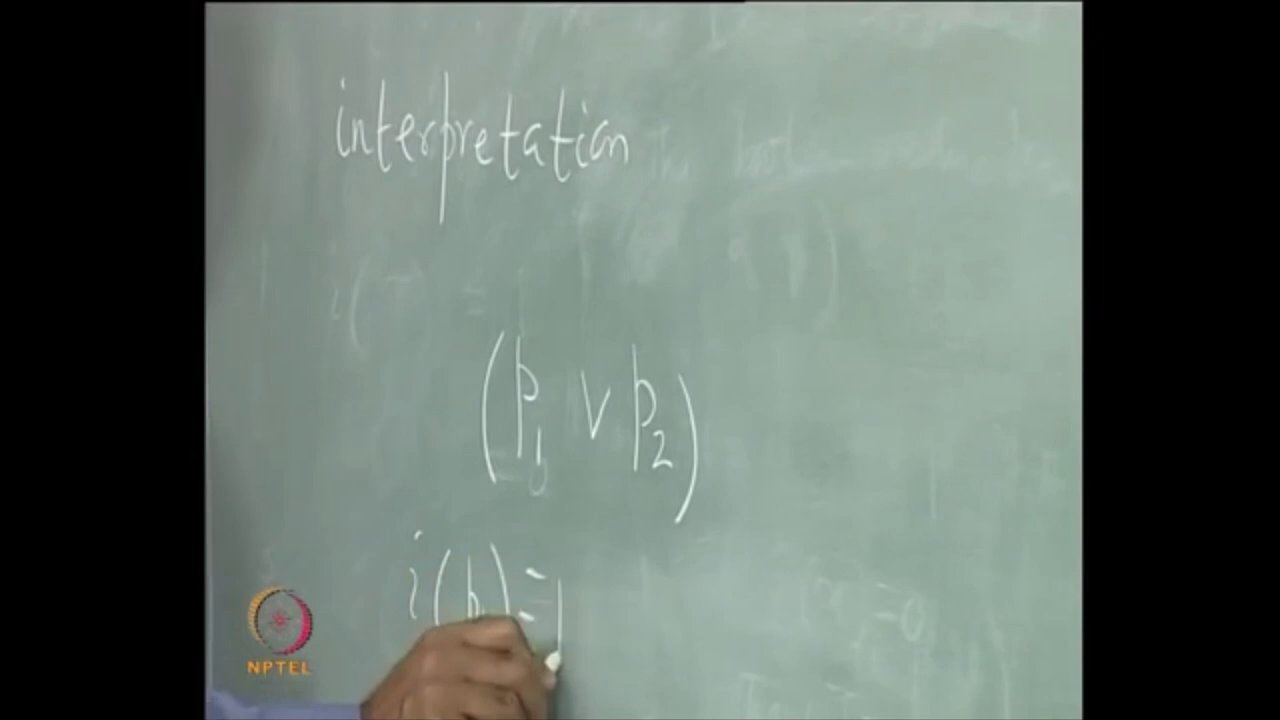 interpretation
(p₁ ∨ p₂)
i(p) = 1
NPTEL